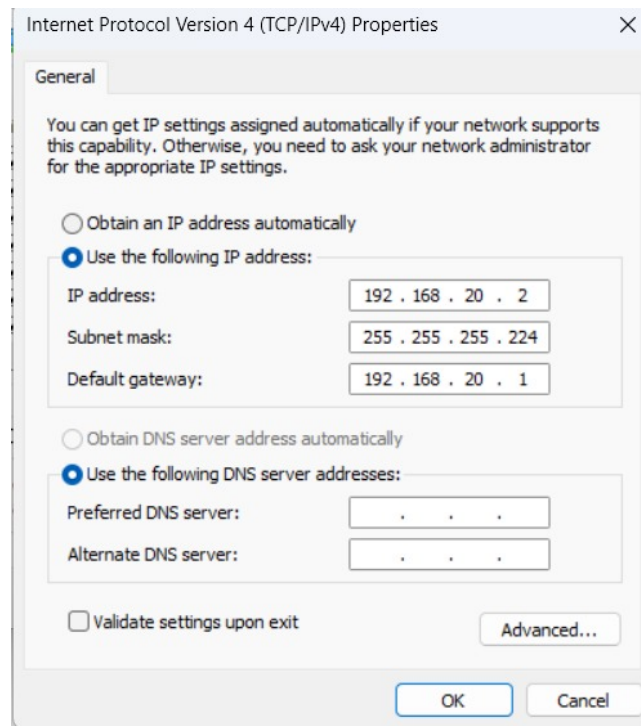 Internet Protocol Version 4 (TCP/IPv4) Properties
General
You can get IP settings assigned automatically if your network supports
this capability. Otherwise, you need to ask your network administrator
for the appropriate IP settings.
Obtain an IP address automatically
Use the following IP address:
IP address: 192 . 168 . 20 . 2
Subnet mask: 255 . 255 . 255 . 224
Default gateway: 192 . 168 . 20 . 1
Obtain DNS server address automatically
Use the following DNS server addresses:
Preferred DNS server: . . .
Alternate DNS server: . . .
Validate settings upon exit
Advanced...
OK Cancel